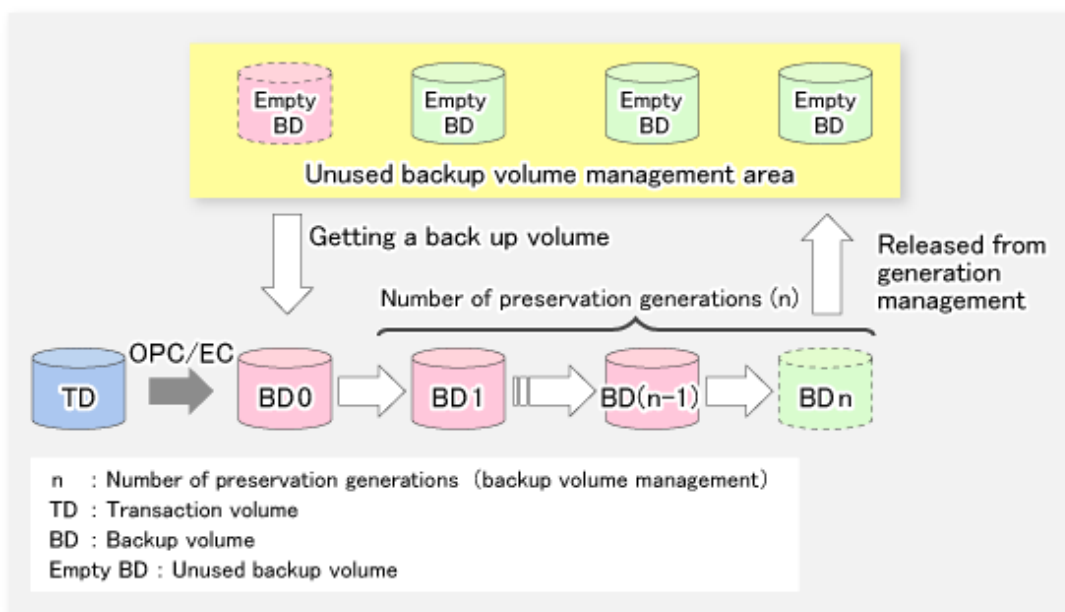 Empty
BD
Empty
BD
Empty
BD
Empty
BD
Unused backup volume management area
Getting a back up volume
Released from
generation
management
Number of preservation generations (n)
OPC/EC
TD
BD0
BD1
BD(n-1)
BDn
n : Number of preservation generations (backup volume management)
TD : Transaction volume
BD : Backup volume
Empty BD : Unused backup volume